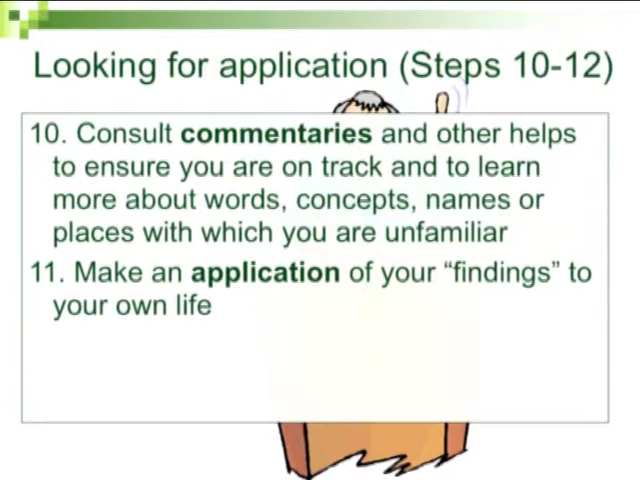 Looking for application (Steps 10-12)
10. Consult commentaries and other helps
to ensure you are on track and to learn
more about words, concepts, names or
places with which you are unfamiliar
11. Make an application of your “findings” to
your own life